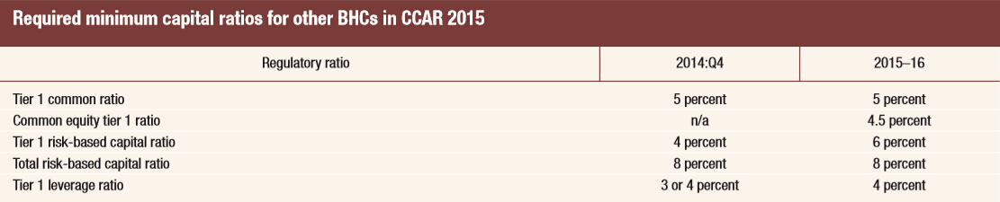 Required minimum capital ratios for other BHCs in CCAR 2015
Regulatory ratio 2014:Q4 2015–16
Tier 1 common ratio 5 percent 5 percent
Common equity tier 1 ratio n/a 4.5 percent
Tier 1 risk-based capital ratio 4 percent 6 percent
Total risk-based capital ratio 8 percent 8 percent
Tier 1 leverage ratio 3 or 4 percent 4 percent